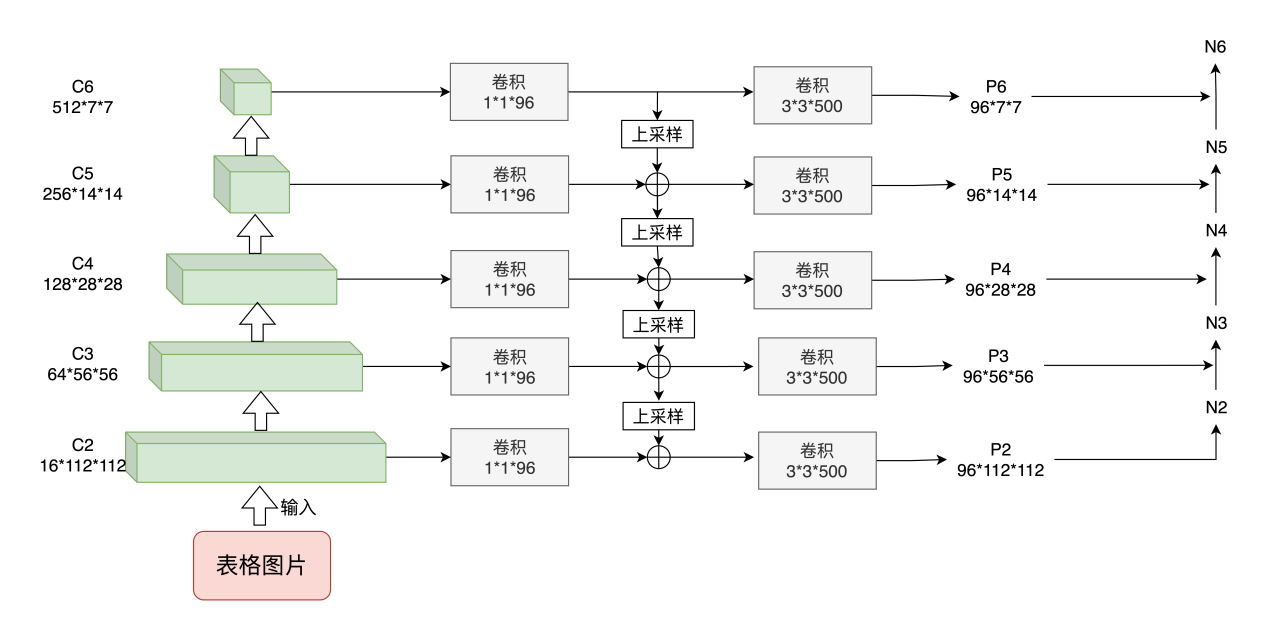 N6
C6
512*7*7
卷积
1*1*96
卷积
3*3*500
P6
96*7*7
上采样
N5
C5
256*14*14
卷积
1*1*96
卷积
3*3*500
P5
96*14*14
上采样
N4
C4
128*28*28
卷积
1*1*96
卷积
3*3*500
P4
96*28*28
上采样
N3
C3
64*56*56
卷积
1*1*96
卷积
3*3*500
P3
96*56*56
上采样
N2
C2
16*112*112
卷积
1*1*96
卷积
3*3*500
P2
96*112*112
输入
表格图片